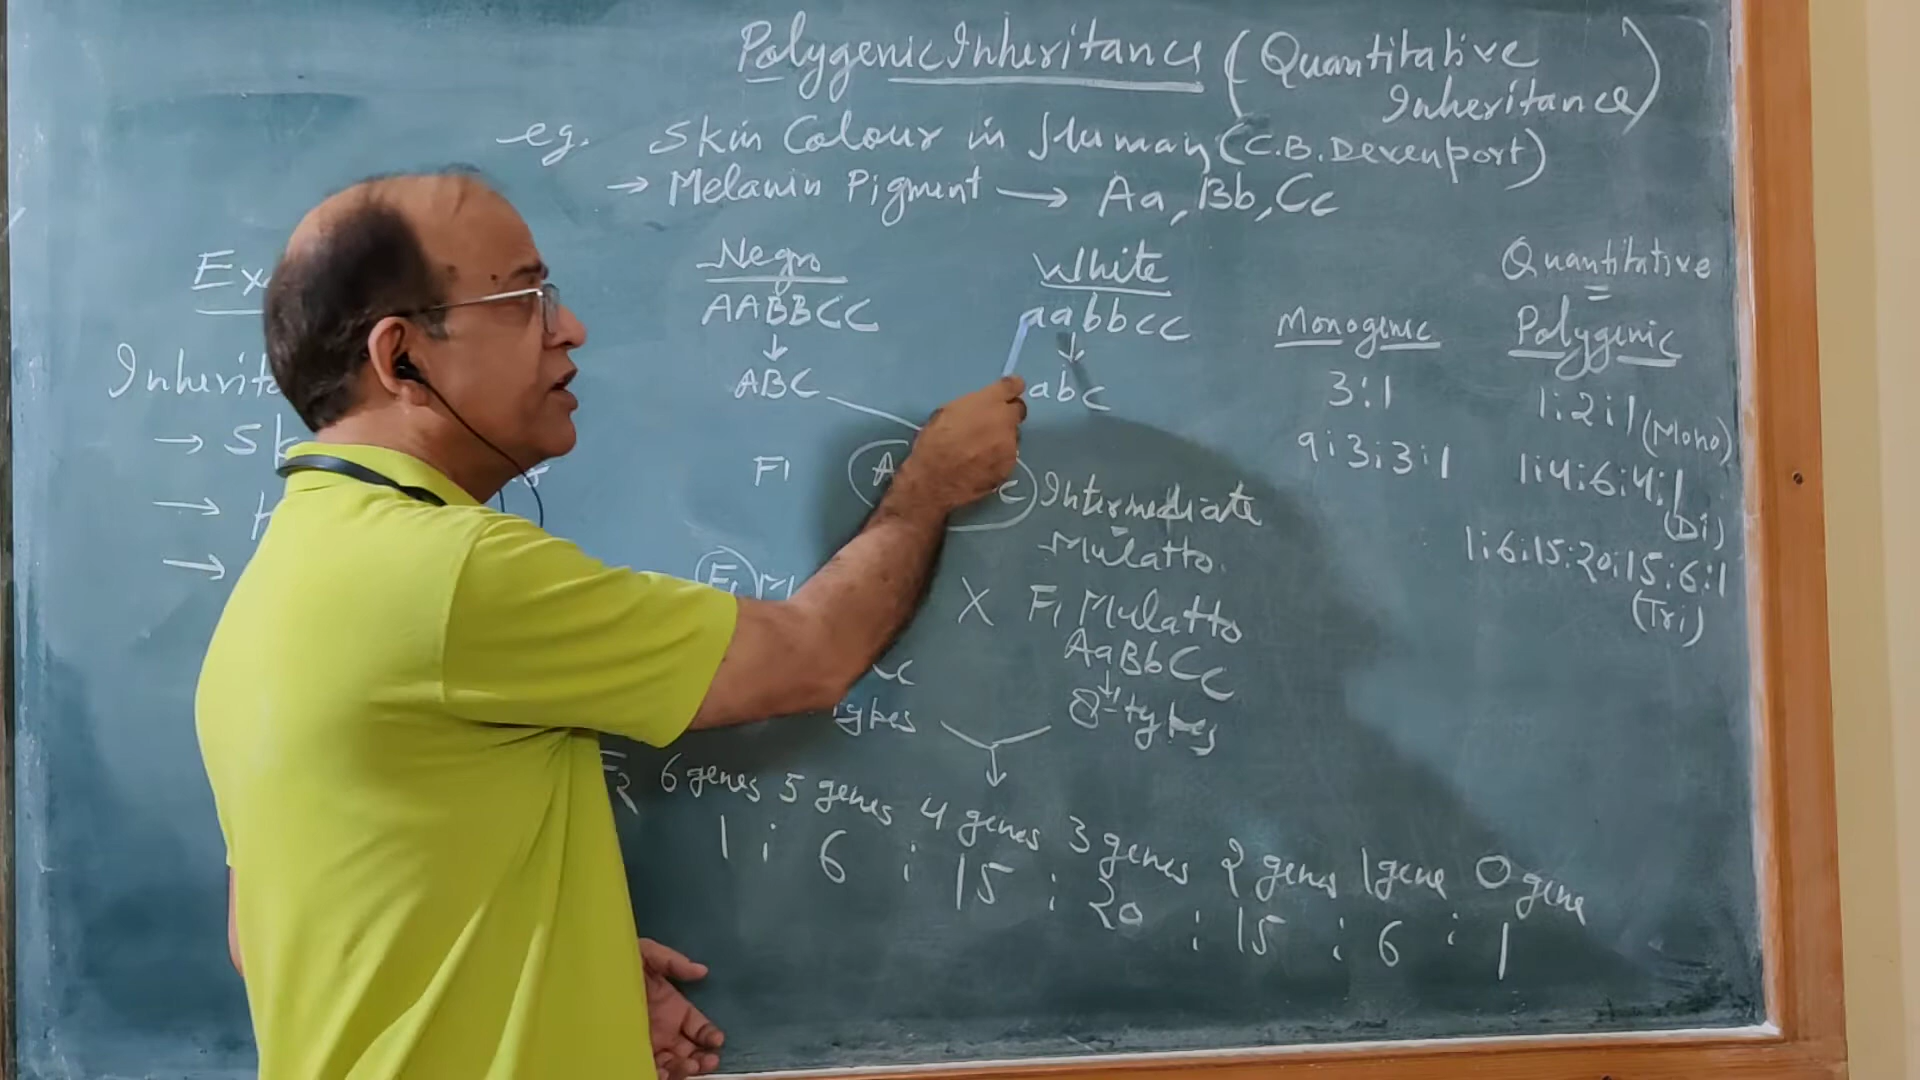 Polygenic Inheritance (Quantitative
Inheritance)
eg. Skin Colour in Human (C.B. Devenport)
→ Melanin Pigment → Aa, Bb, Cc
Ex
Inherita
→ Sk
→
→
Negro
AABBCC
↓
ABC
White
aabbcc
↓
abc
F1
A
c
Intermediate
Mulatto
F1 M
X F1 Mulatto
AaBbCc
↓
8-types
F2 6 genes 5 genes 4 genes 3 genes 2 genes 1 gene 0 gene
1 : 6 : 15 : 20 : 15 : 6 : 1
Monogenic
3:1
9:3:3:1
Quantitative
=
Polygenic
1:2:1 (Mono)
1:4:6:4:1
(Di)
1:6:15:20:15:6:1
(Tri)